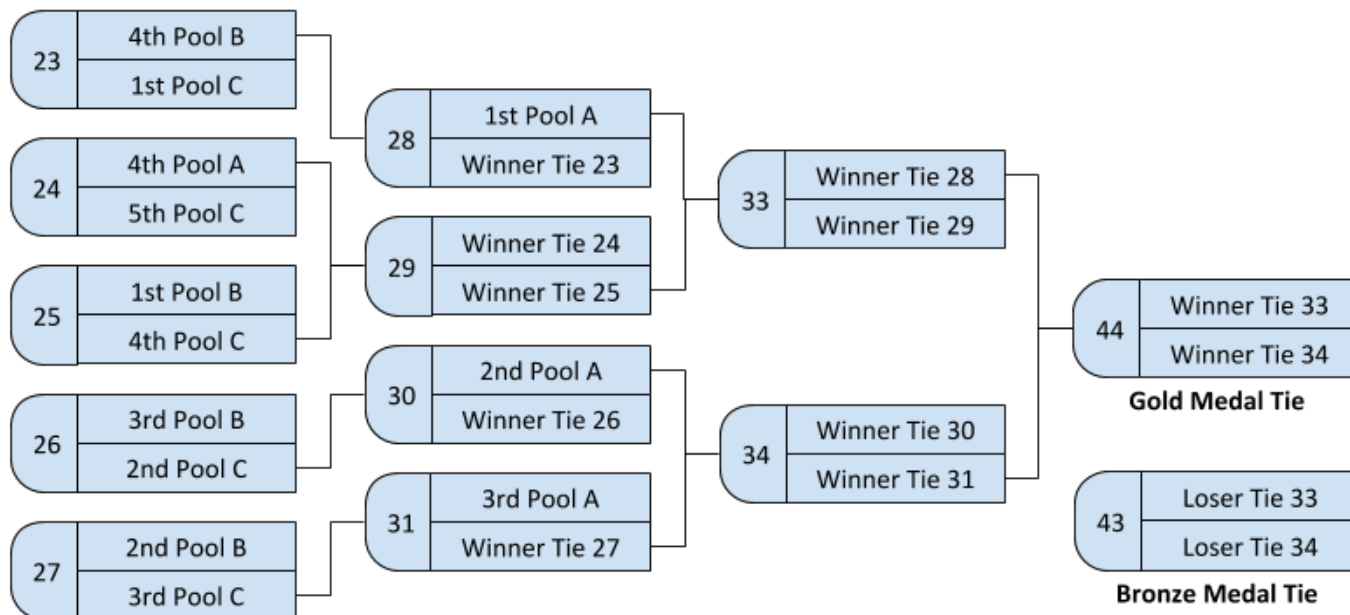 23
4th Pool B
1st Pool C
24
4th Pool A
5th Pool C
25
1st Pool B
4th Pool C
26
3rd Pool B
2nd Pool C
27
2nd Pool B
3rd Pool C
28
1st Pool A
Winner Tie 23
29
Winner Tie 24
Winner Tie 25
30
2nd Pool A
Winner Tie 26
31
3rd Pool A
Winner Tie 27
33
Winner Tie 28
Winner Tie 29
34
Winner Tie 30
Winner Tie 31
44
Winner Tie 33
Winner Tie 34
Gold Medal Tie
43
Loser Tie 33
Loser Tie 34
Bronze Medal Tie